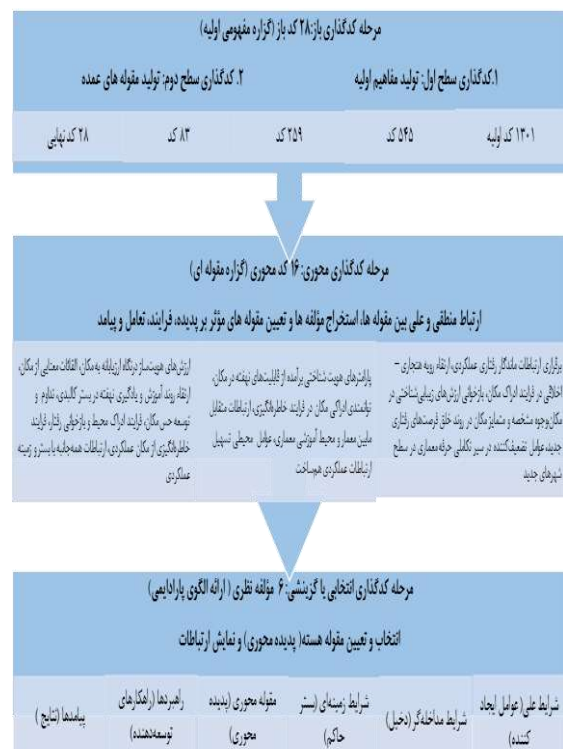 مرحله کدگذاری باز: ۲۸ کد باز (گزاره مفهومی اولیه)
۱.کدگذاری سطح اول: تولید مفاهیم اولیه
۲. کدگذاری سطح دوم: تولید مقوله های عمده
۱۳۰۱ کد اولیه
۵۴۵ کد
۲۵۹ کد
۸۳ کد
۲۸ کد نهایی
مرحله کدگذاری محوری: ۱۶ کد محوری (گزاره مقوله ای)
ارتباط منطقی و علی بین مقوله ها، استخراج مؤلفه ها و تعیین مقوله های مؤثر بر پدیده، فرایند، تعامل و پیامد
برقراری ارتباطات ماندگار رفتاری عملکردی، ارتقاء رویه هنجاری –
اخلاقی در فرایند ادراک مکان، بازخوانی ارزش‌های زیبایی‌شناختی در
مکان‌وجوه مشخصه و متمایز مکان در روند خلق فرصت‌های رفتاری
جدید، عوامل تضعیف‌کننده در سیر تکاملی حرفه معماری در سطح
شهرهای جدید
یارانش‌های هویت شناختی برآمده از قابلیت‌های نهفته در مکان،
توانمندی ادراکی مکان در فرایند خاطره‌انگیزی، ارتباطات متقابل
مابین معمار و محیط آموزشی معماری، عوامل محیطی تسهیل
ارتباطات عملکردی هم‌ساخت
ارزش‌های هویت‌ساز درنگاه ارزیابانه به مکان، القائات معنایی از مکان،
ارتقاء روند آموزش و یادگیری نهفته در بستر کالبدی، تداوم و
توسعه حس مکان، فرایند ادراک محیط و بازخوانی رفتار، فرایند
خاطره‌انگیزی از مکان عملکردی، ارتباطات همه‌جانبه با بستر و زمینه
عملکردی
مرحله کدگذاری انتخابی یا گزینشی: ۶ مؤلفه نظری ( ارائه الگوی پارادایمی)
انتخاب و تعیین مقوله هسته( پدیده محوری) و نمایش ارتباطات
شرایط علی( عوامل ایجاد
کننده)
شرایط مداخله‌گر (دخیل)
شرایط زمینه‌ای (بستر
حاکم)
مقوله محوری (پدیده
محوری)
راهبردها (راهکارهای
توسعه‌دهنده)
پیامدها (نتایج )